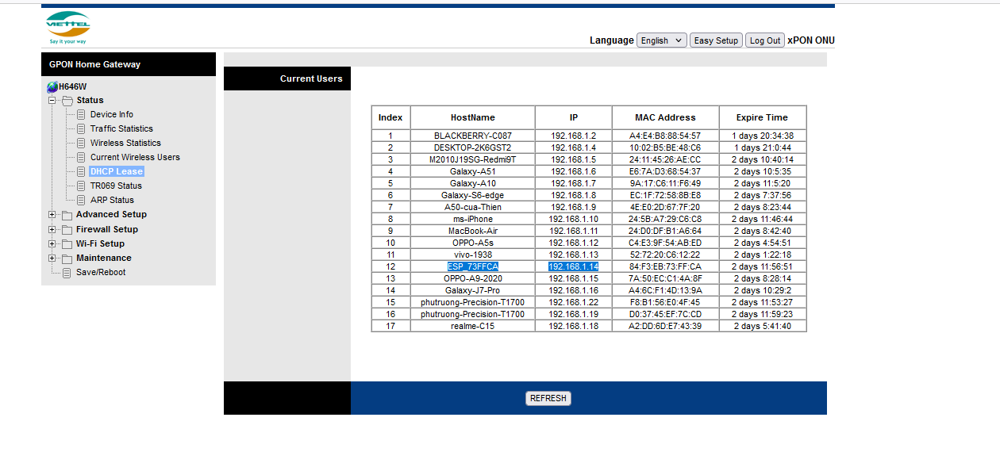 VIETTEL
Say it your way
Language English Easy Setup Log Out xPON ONU
GPON Home Gateway
H646W
Status
Device Info
Traffic Statistics
Wireless Statistics
Current Wireless Users
DHCP Lease
TR069 Status
ARP Status
Advanced Setup
Firewall Setup
Wi-Fi Setup
Maintenance
Save/Reboot
Current Users
Index HostName IP MAC Address Expire Time
1 BLACKBERRY-C087 192.168.1.2 A4:E4:B8:88:54:57 1 days 20:34:38
2 DESKTOP-2K6GST2 192.168.1.4 10:02:B5:BE:48:C6 1 days 21:0:44
3 M2010J19SG-Redmi9T 192.168.1.5 24:11:45:26:AE:CC 2 days 10:40:14
4 Galaxy-A51 192.168.1.6 E6:7A:D3:68:54:37 2 days 10:5:35
5 Galaxy-A10 192.168.1.7 9A:17:C6:11:F6:49 2 days 11:5:20
6 Galaxy-S6-edge 192.168.1.8 EC:1F:72:58:8B:E8 2 days 7:37:56
7 A50-cua-Thien 192.168.1.9 4E:E0:2D:67:7F:20 2 days 8:23:44
8 ms-iPhone 192.168.1.10 24:5B:A7:29:C6:C8 2 days 11:46:44
9 MacBook-Air 192.168.1.11 24:D0:DF:B1:A6:64 2 days 8:42:40
10 OPPO-A5s 192.168.1.12 C4:E3:9F:54:AB:ED 2 days 4:54:51
11 vivo-1938 192.168.1.13 52:72:20:C6:12:22 2 days 1:22:18
12 ESP_73FFCA 192.168.1.14 84:F3:EB:73:FF:CA 2 days 11:56:51
13 OPPO-A9-2020 192.168.1.15 7A:50:EC:C1:4A:8F 2 days 8:28:14
14 Galaxy-J7-Pro 192.168.1.16 A4:6C:F1:4D:13:9A 2 days 10:29:2
15 phutruong-Precision-T1700 192.168.1.22 F8:B1:56:E0:4F:45 2 days 11:53:27
16 phutruong-Precision-T1700 192.168.1.19 D0:37:45:EF:7C:CD 2 days 11:59:23
17 realme-C15 192.168.1.18 A2:DD:6D:E7:43:39 2 days 5:41:40
REFRESH